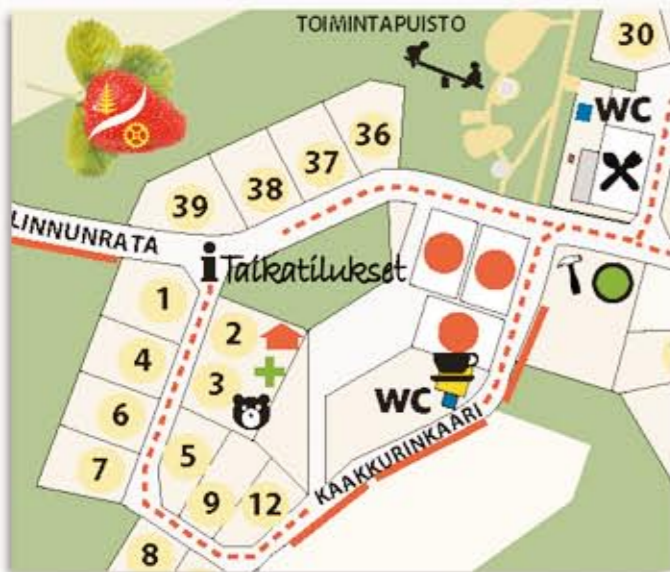 TOIMINTAPUISTO
30
WC
36
37
38
39
LINNUNRATA
i Taikatilukset
1
2
4
3
6
WC
5
7
KAAKKURINKAARI
9
12
8